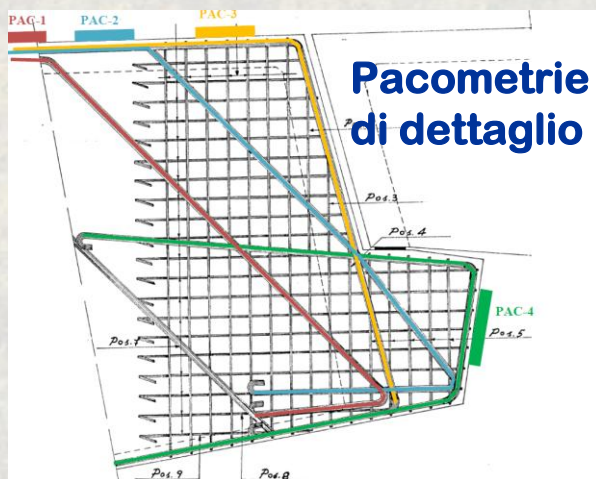 PAC-1
PAC-2
PAC-3
Pacometrie
di dettaglio
Pos.3
Pos.4
PAC-4
Pos.5
Pos.7
Pos.9
Pos.8